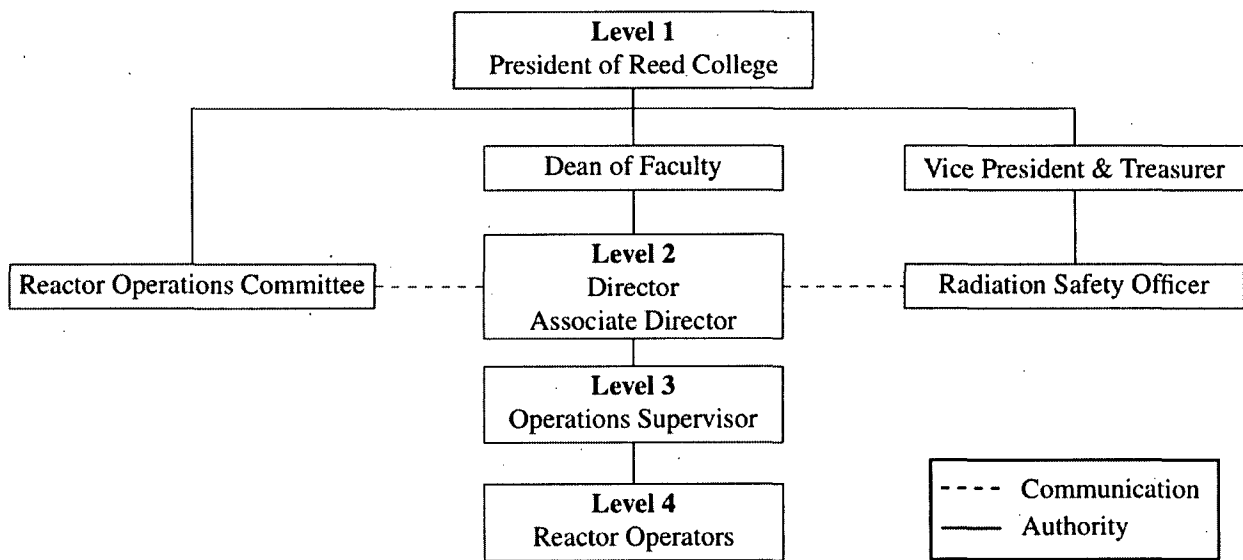 Level 1
President of Reed College
Dean of Faculty
Vice President & Treasurer
Reactor Operations Committee
Level 2
Director
Associate Director
Radiation Safety Officer
Level 3
Operations Supervisor
Level 4
Reactor Operators
Communication
Authority